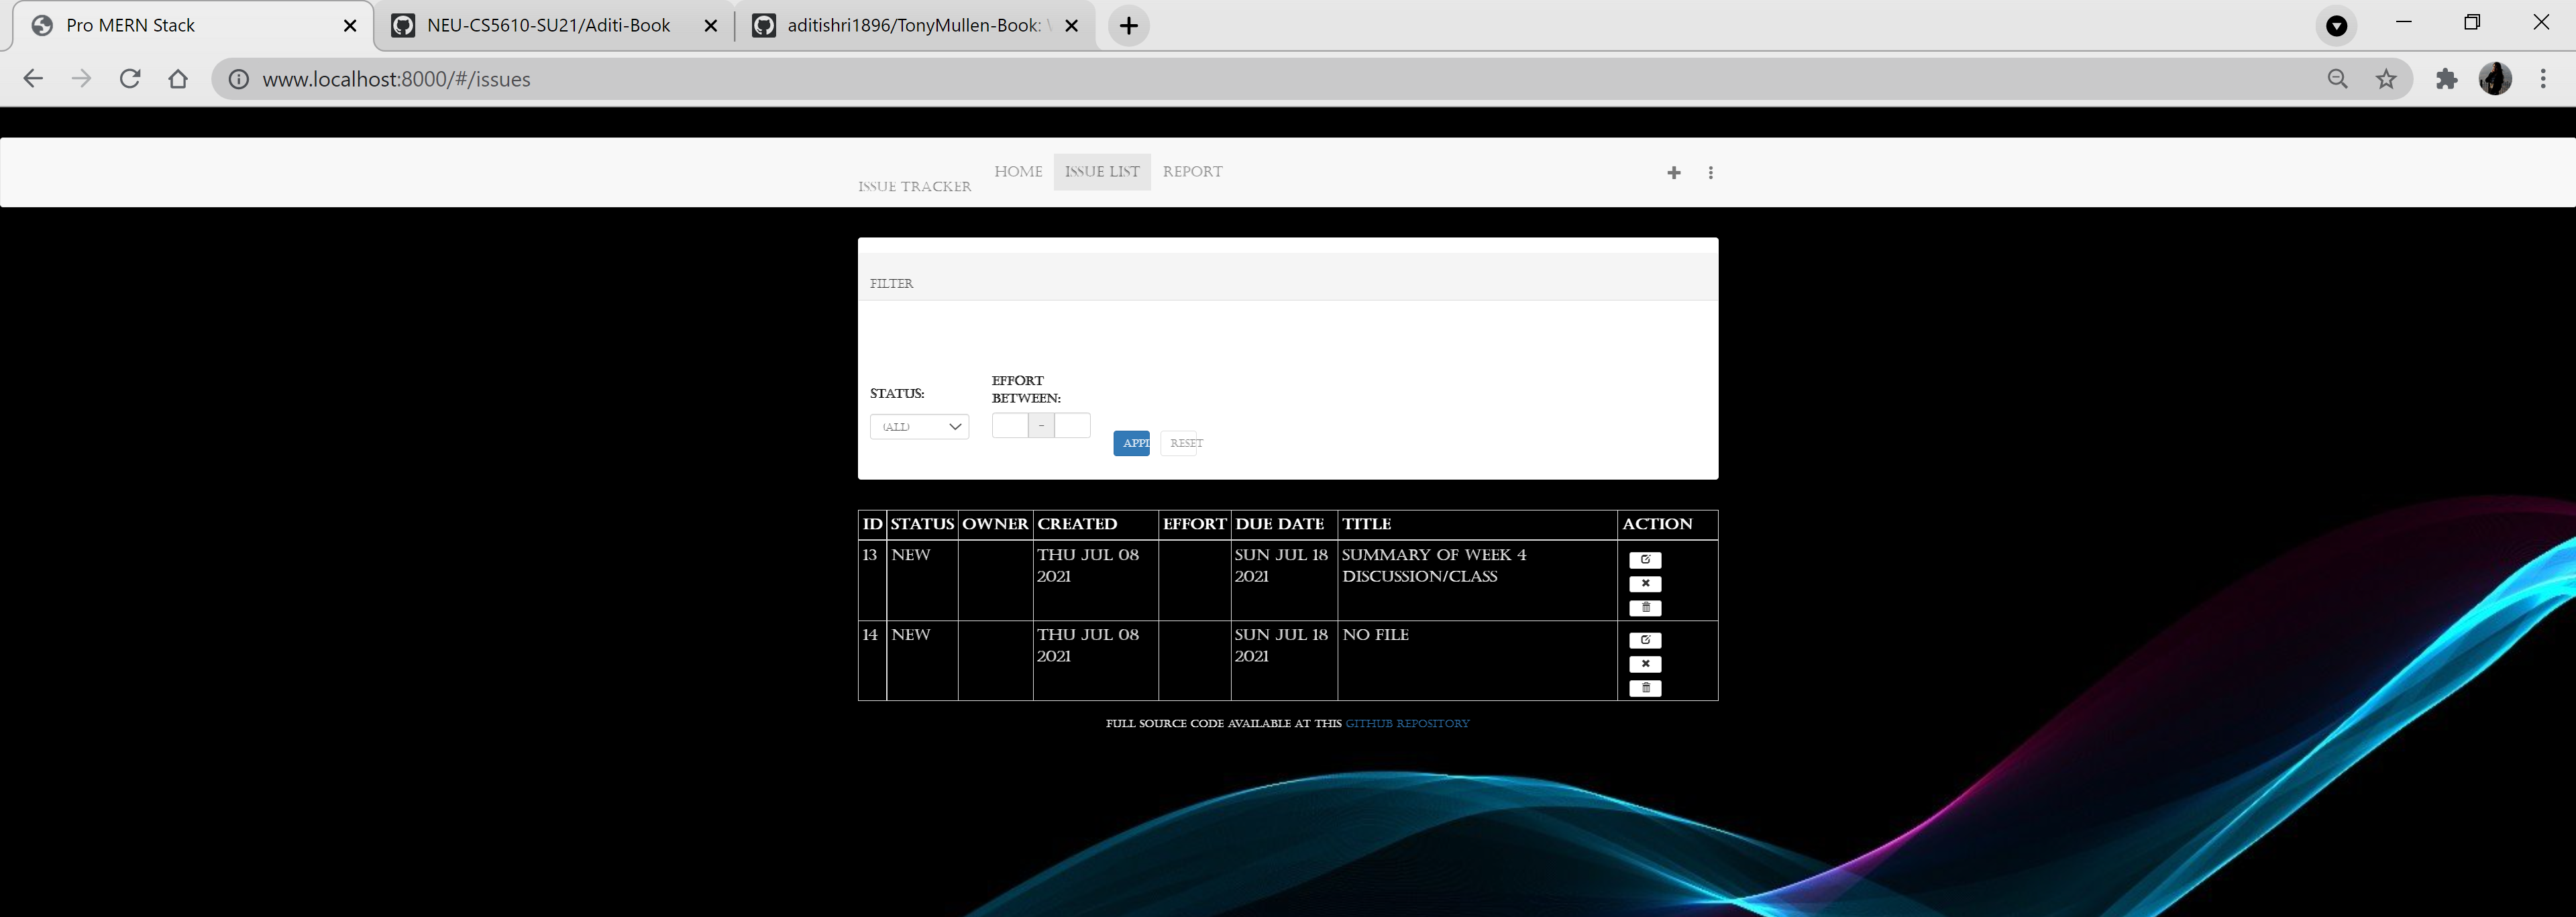 Pro MERN Stack
NEU-CS5610-SU21/Aditi-Book
aditishri1896/TonyMullen-Book:
www.localhost:8000/#/issues
ISSUE TRACKER HOME ISSUE LIST REPORT
FILTER
STATUS:
(ALL)
EFFORT
BETWEEN:
-
RESET
ID STATUS OWNER CREATED EFFORT DUE DATE TITLE ACTION
13 NEW THU JUL 08 SUN JUL 18 SUMMARY OF WEEK 4
2021 2021 DISCUSSION/CLASS
14 NEW THU JUL 08 SUN JUL 18 NO FILE
2021 2021
FULL SOURCE CODE AVAILABLE AT THIS GITHUB REPOSITORY